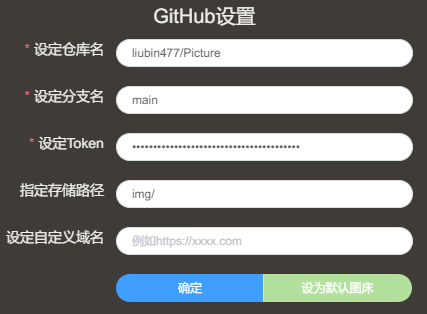 GitHub设置
* 设定仓库名 liubin477/Picture
* 设定分支名 main
* 设定Token ••••••••••••••••••••••••••••••••••••••••
指定存储路径 img/
设定自定义域名 例如https://xxxx.com
确定 设为默认图床